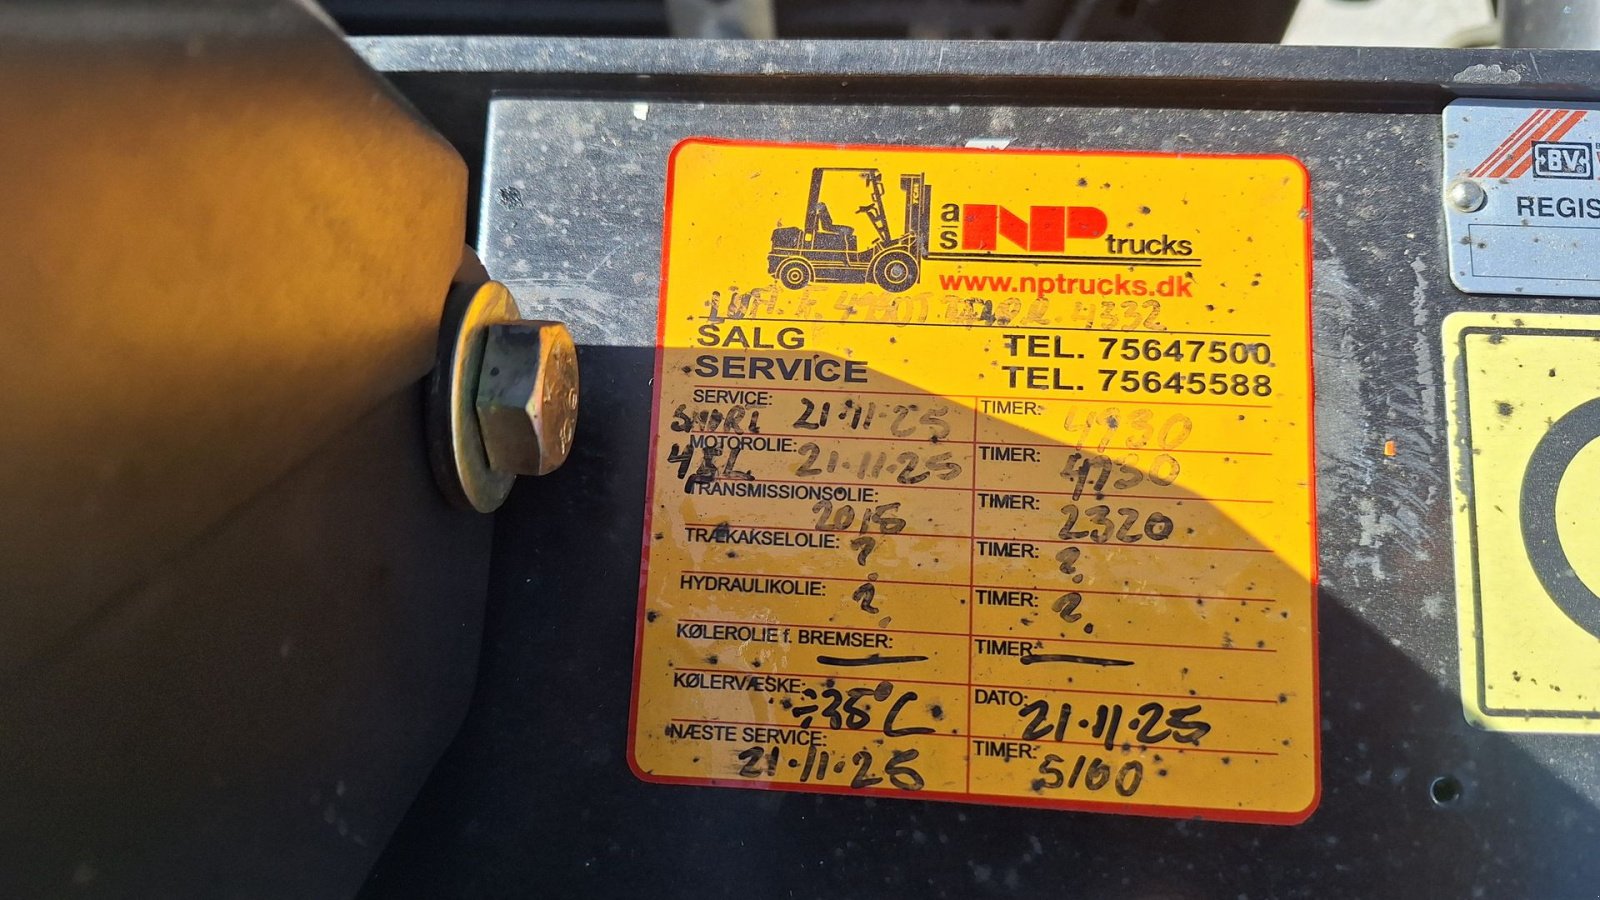 a/s NP trucks
www.nptrucks.dk
4332
SALG TEL. 75647500
SERVICE TEL. 75645588
SERVICE: 21·11·25 TIMER: 4930
MOTOROLIE: 21·11·25 TIMER: 4930
TRANSMISSIONSOLIE: TIMER: 2320
TRÆKAKSELOLIE: ? TIMER: ?
HYDRAULIKOLIE: ? TIMER: ?
KØLEROLIE f. BREMSER: — TIMER: —
KØLERVÆSKE: ÷38°C DATO: 21·11·25
NÆSTE SERVICE: 21·11·26 TIMER: 5100
BV
REGIS